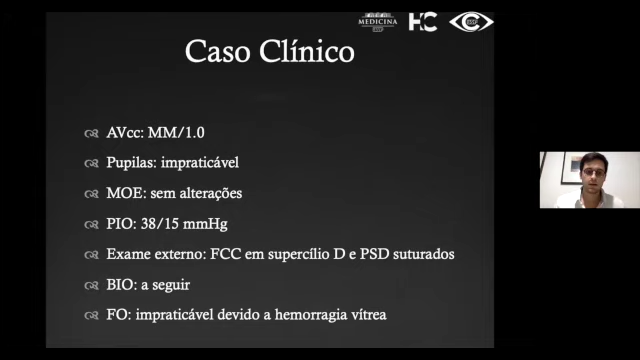 MEDICINA
HC
Caso Clínico
AVcc: MM/1.0
Pupilas: impraticável
MOE: sem alterações
PIO: 38/15 mmHg
Exame externo: FCC em supercílio D e PSD suturados
BIO: a seguir
FO: impraticável devido a hemorragia vítrea